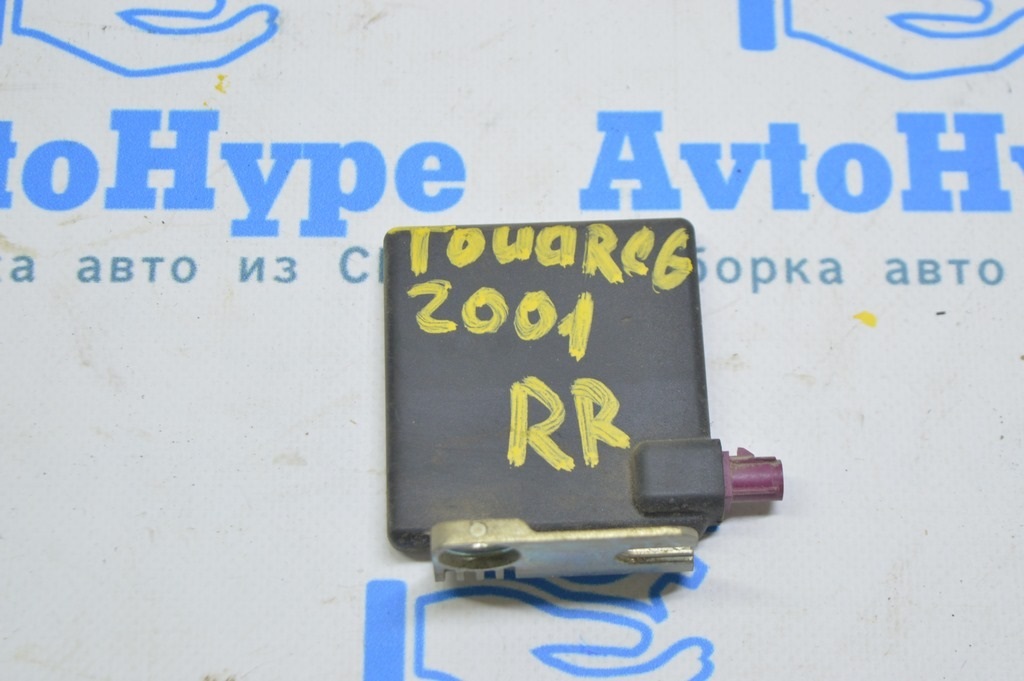 toHype AvtoHy
ка авто из С борка авто
TOUAREG
2001
RR